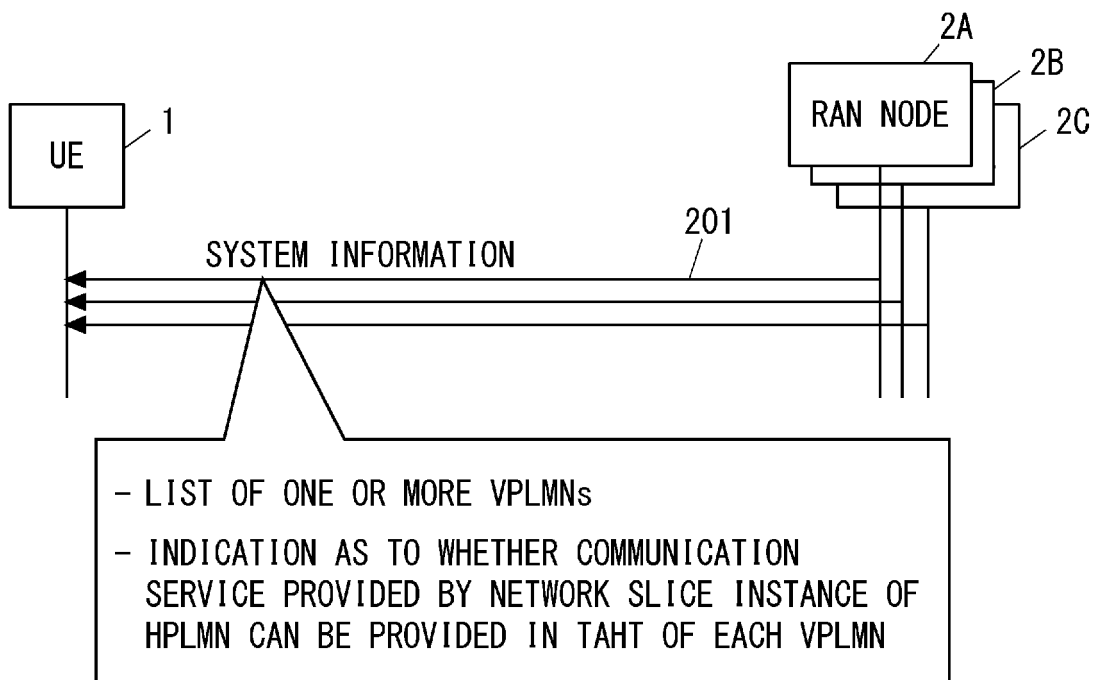 2A
2B
RAN NODE
2C
1
UE
201
SYSTEM INFORMATION
- LIST OF ONE OR MORE VPLMNs
- INDICATION AS TO WHETHER COMMUNICATION
SERVICE PROVIDED BY NETWORK SLICE INSTANCE OF
HPLMN CAN BE PROVIDED IN TAHT OF EACH VPLMN